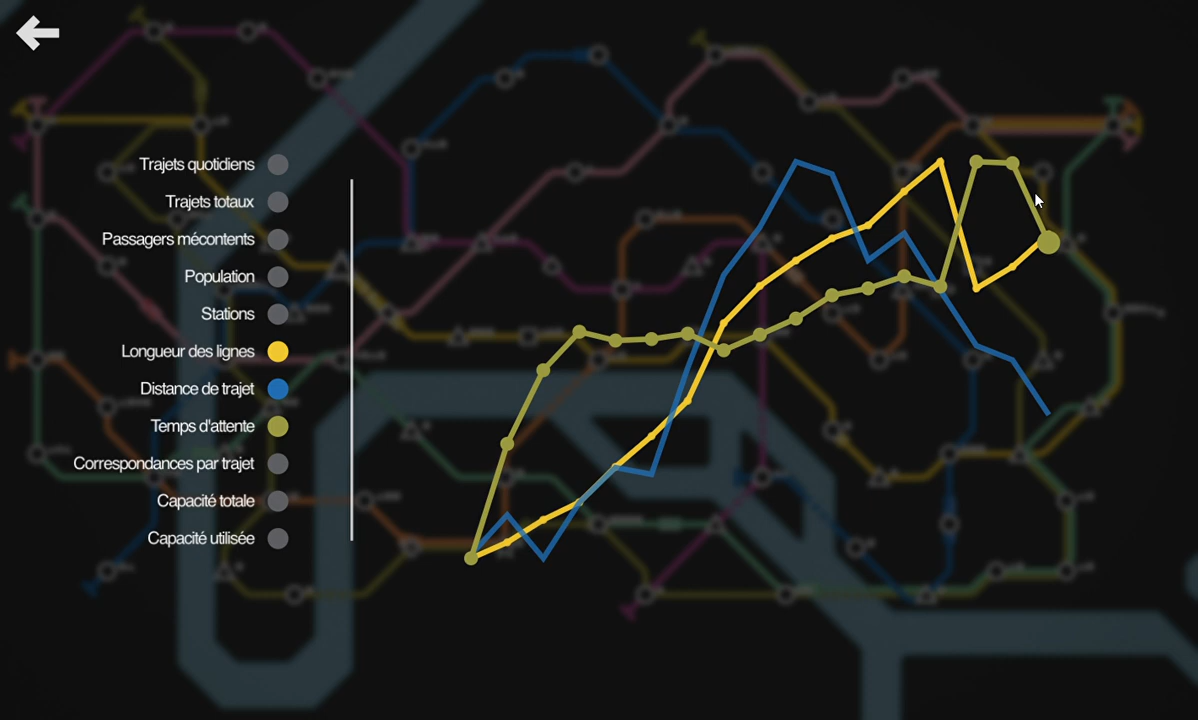 Trajets quotidiens
Trajets totaux
Passagers mécontents
Population
Stations
Longueur des lignes
Distance de trajet
Temps d'attente
Correspondances par trajet
Capacité totale
Capacité utilisée